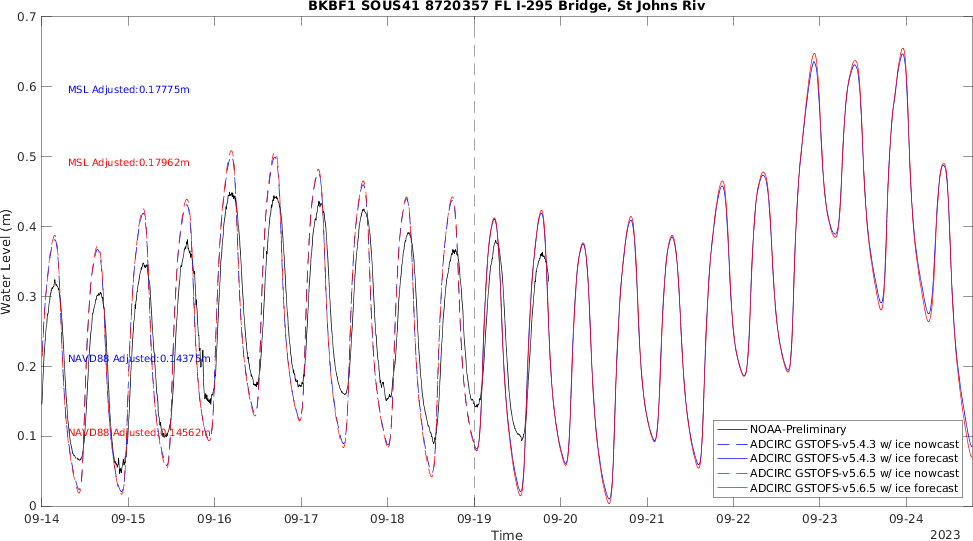 BKBF1 SOUS41 8720357 FL I-295 Bridge, St Johns Riv
0.7
0.6
0.5
0.4
0.3
0.2
0.1
0
Water Level (m)
MSL Adjusted:0.17775m
MSL Adjusted:0.17962m
NAVD88 Adjusted:0.14375m
NAVD88 Adjusted:0.14562m
NOAA-Preliminary
ADCIRC GSTOFS-v5.4.3 w/ ice nowcast
ADCIRC GSTOFS-v5.4.3 w/ ice forecast
ADCIRC GSTOFS-v5.6.5 w/ ice nowcast
ADCIRC GSTOFS-v5.6.5 w/ ice forecast
09-14 09-15 09-16 09-17 09-18 09-19 09-20 09-21 09-22 09-23 09-24
Time
2023